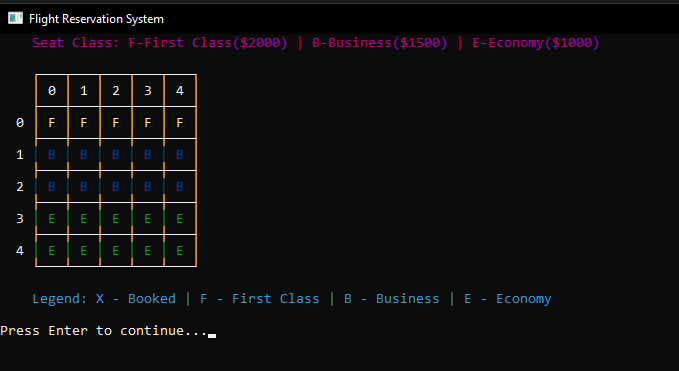 Flight Reservation System
Seat Class: F-First Class($2000) | B-Business($1500) | E-Economy($1000)
0 | 1 | 2 | 3 | 4
0 | F | F | F | F | F
1 | B | B | B | B | B
2 | B | B | B | B | B
3 | E | E | E | E | E
4 | E | E | E | E | E
Legend: X - Booked | F - First Class | B - Business | E - Economy
Press Enter to continue...